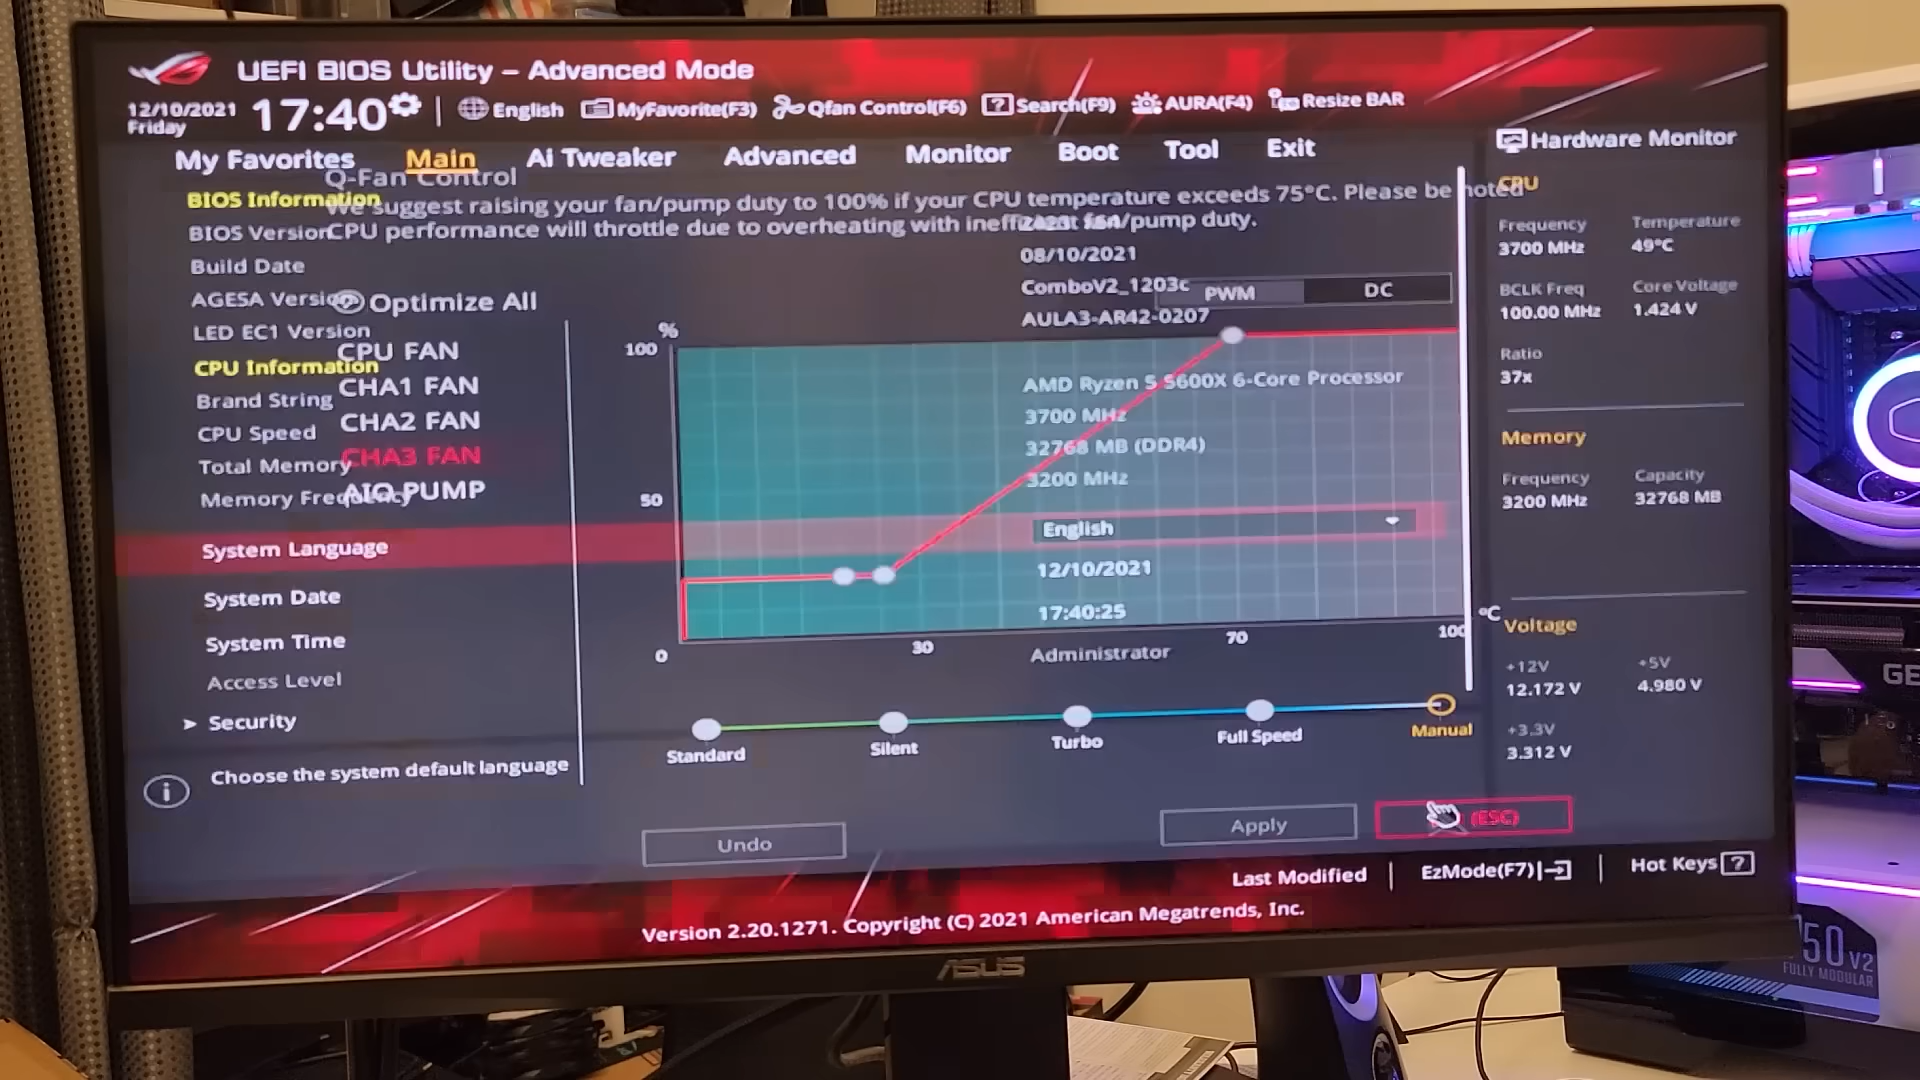 UEFI BIOS Utility – Advanced Mode
12/10/2021
Friday
17:40
English
MyFavorite(F3)
Qfan Control(F6)
Search(F9)
AURA(F4)
Resize BAR
My Favorites
Main
Ai Tweaker
Advanced
Monitor
Boot
Tool
Exit
Hardware Monitor
Q-Fan Control
We suggest raising your fan/pump duty to 100% if your CPU temperature exceeds 75°C. Please be noted
CPU performance will throttle due to overheating with inefficient fan/pump duty.
BIOS Information
BIOS Version
Build Date
08/10/2021
AGESA Version
ComboV2_1203c
LED EC1 Version
AULA3-AR42-0207
CPU Information
Brand String
AMD Ryzen 5 5600X 6-Core Processor
CPU Speed
3700 MHz
Total Memory
32768 MB (DDR4)
Memory Frequency
3200 MHz
System Language
English
System Date
12/10/2021
System Time
17:40:25
Access Level
Administrator
Security
Choose the system default language
Optimize All
CPU FAN
CHA1 FAN
CHA2 FAN
CHA3 FAN
AIO PUMP
PWM
DC
%
100
50
0
30
70
100
°C
Standard
Silent
Turbo
Full Speed
Manual
Undo
Apply
(ESC)
CPU
Frequency Temperature
3700 MHz 49°C
BCLK Freq Core Voltage
100.00 MHz 1.424 V
Ratio
37x
Memory
Frequency Capacity
3200 MHz 32768 MB
Voltage
+12V +5V
12.172 V 4.980 V
+3.3V
3.312 V
Last Modified
EzMode(F7)
Hot Keys ?
Version 2.20.1271. Copyright (C) 2021 American Megatrends, Inc.
ASUS
GE
50 V2
FULLY MODULAR